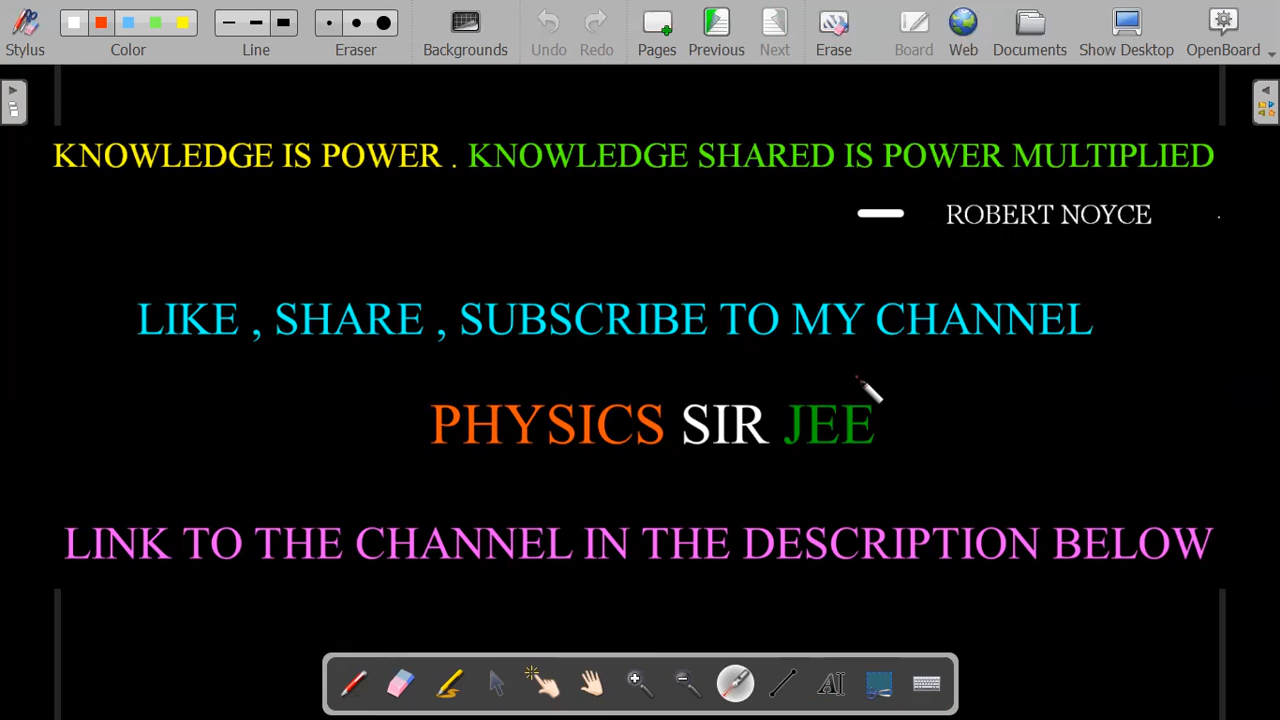 Stylus Color Line Eraser Backgrounds Undo Redo Pages Previous Next Erase Board Web Documents Show Desktop OpenBoard
KNOWLEDGE IS POWER . KNOWLEDGE SHARED IS POWER MULTIPLIED
— ROBERT NOYCE
LIKE , SHARE , SUBSCRIBE TO MY CHANNEL
PHYSICS SIR JEE
LINK TO THE CHANNEL IN THE DESCRIPTION BELOW
AI